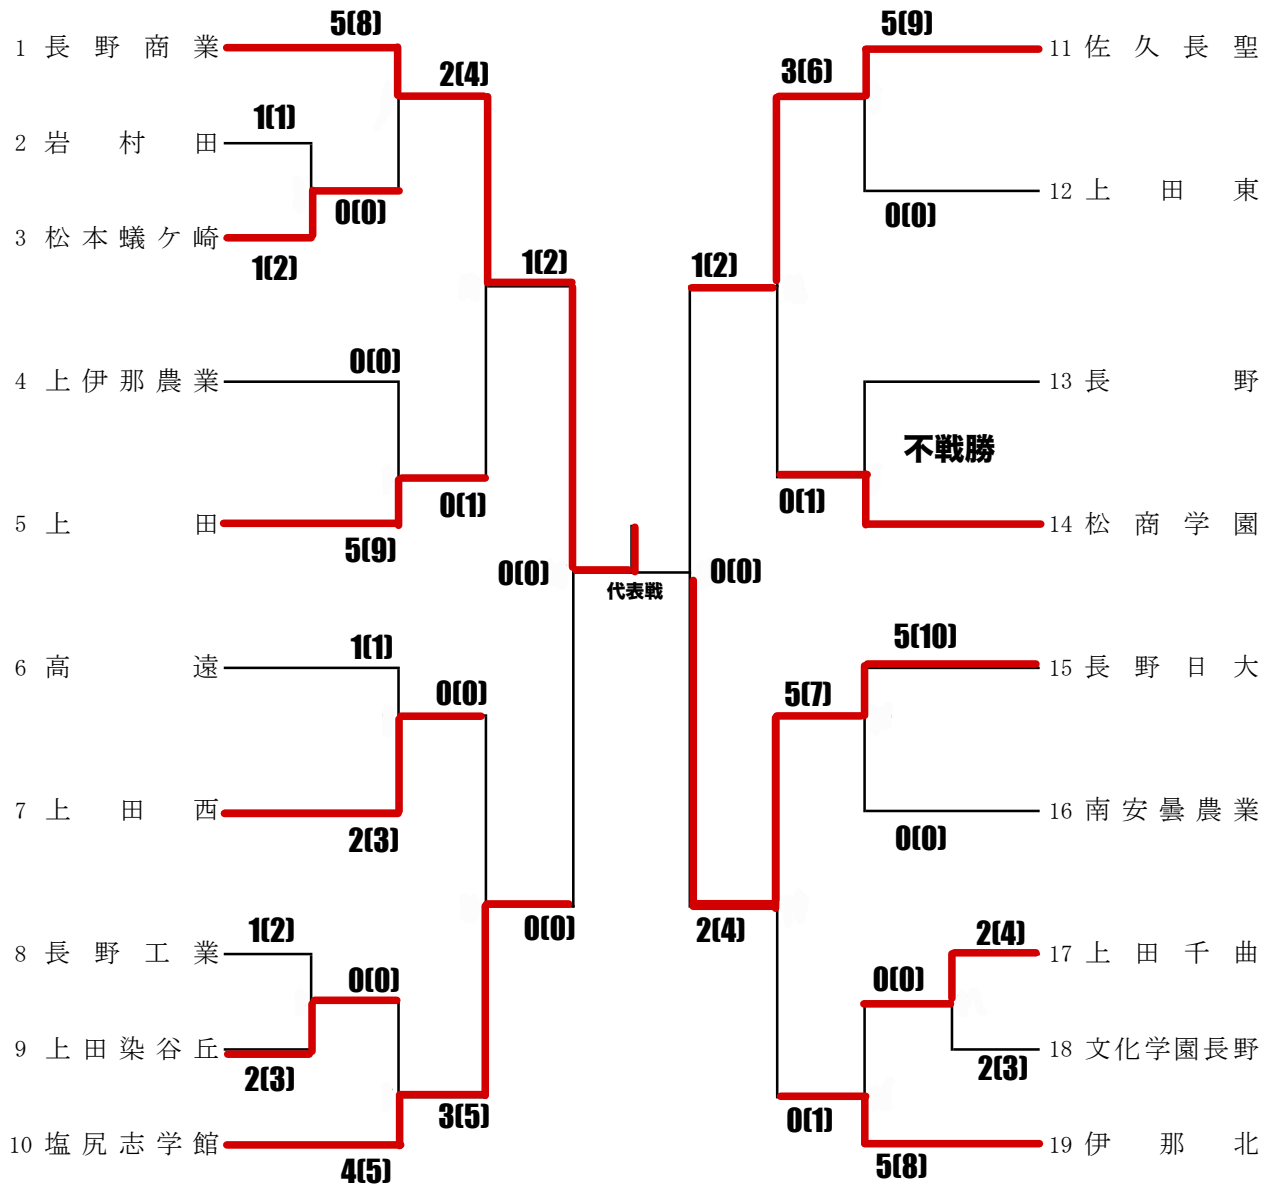 5(8)
1 長野商業
2(4)
1(1)
2 岩村田
0(0)
3 松本蟻ケ崎
1(2)
1(2)
0(0)
4 上伊那農業
0(1)
5 上田
5(9)
0(0)
代表戦
1(1)
6 高遠
0(0)
7 上田西
2(3)
1(2)
8 長野工業
0(0)
0(0)
9 上田染谷丘
2(3)
3(5)
10 塩尻志学館
4(5)
5(9)
11 佐久長聖
3(6)
12 上田東
0(0)
1(2)
13 長野
不戦勝
0(1)
14 松商学園
0(0)
5(10)
15 長野日大
5(7)
16 南安曇農業
0(0)
2(4)
2(4)
17 上田千曲
0(0)
18 文化学園長野
2(3)
0(1)
19 伊那北
5(8)